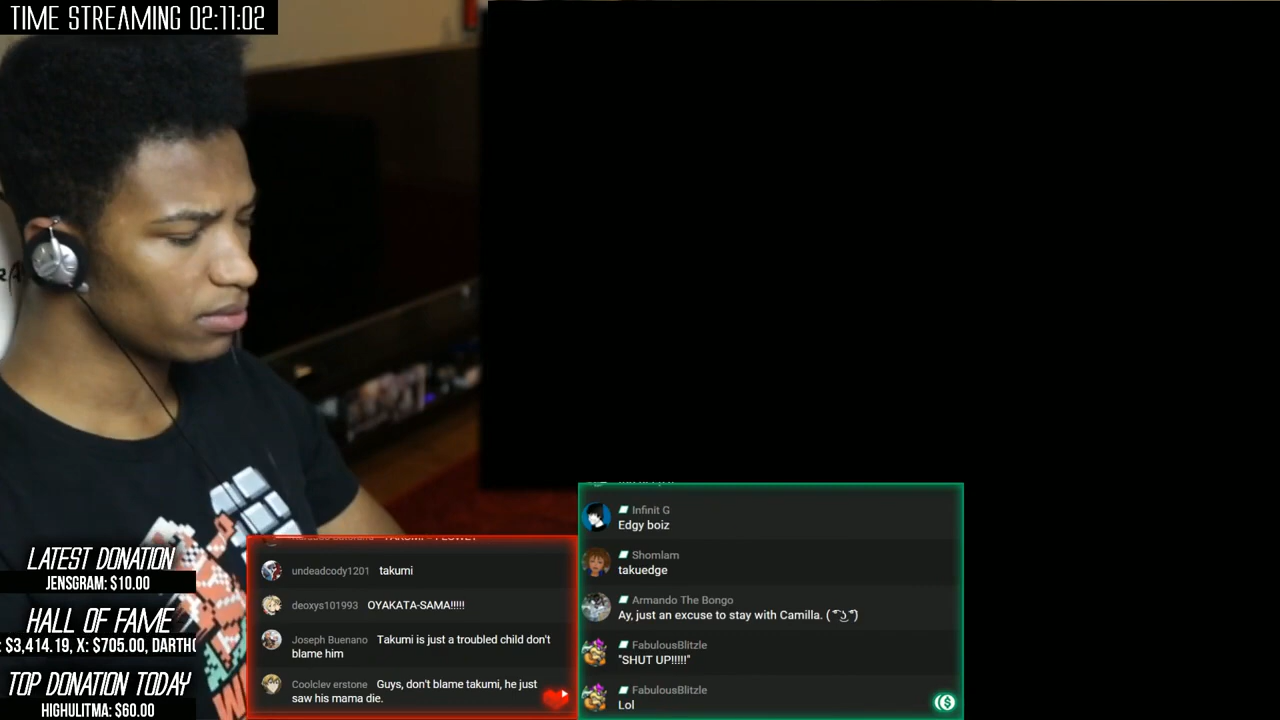 TIME STREAMING 02:11:02
LATEST DONATION
JENSGRAM: $10.00
HALL OF FAME
$3,414.19, X: $705.00, DARTH
TOP DONATION TODAY
HIGHULITMA: $60.00
undeadcody1201 takumi
deoxys101993 OYAKATA-SAMA!!!!!
Joseph Buenano Takumi is just a troubled child don't
blame him
Coolclev erstone Guys, don't blame takumi, he just
saw his mama die.
Infinit G
Edgy boiz
Shomlam
takuedge
Armando The Bongo
Ay, just an excuse to stay with Camilla. ( ͡° ͜ʖ ͡°)
FabulousBlitzle
"SHUT UP!!!!!"
FabulousBlitzle
Lol